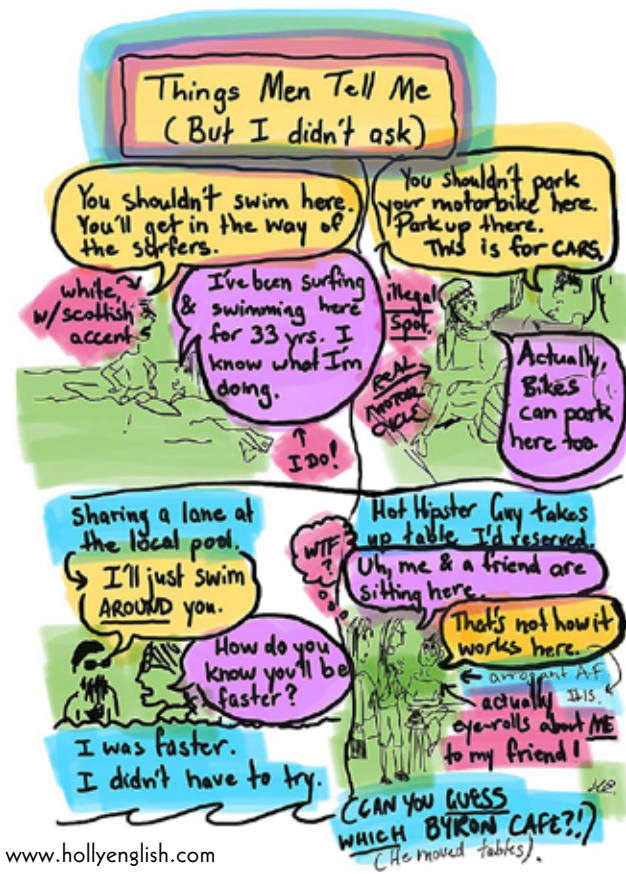 Things Men Tell Me
(But I didn't ask)
You shouldn't swim here.
You'll get in the way of
the surfers.
white,
w/scottish
accent
I've been surfing
& swimming here
for 33 yrs. I
know what I'm
doing.
I DO!
You shouldn't park
your motorbike here.
Park up there.
This is for CARS.
illegal
spot.
REAL
MOTOR
CYCLE
Actually,
Bikes
can park
here too.
Sharing a lane at
the local pool.
I'll just swim
AROUND you.
How do you
know you'll be
faster?
I was faster.
I didn't have to try.
Hot Hipster Guy takes
up table I'd reserved.
WTF
?
Uh, me & a friend are
sitting here.
That's not how it
works here.
arrogant A.F.
It is.
actually
eye-rolls about ME
to my friend!
(CAN YOU GUESS
WHICH BYRON CAFE?!)
(He moved tables).
www.hollyenglish.com